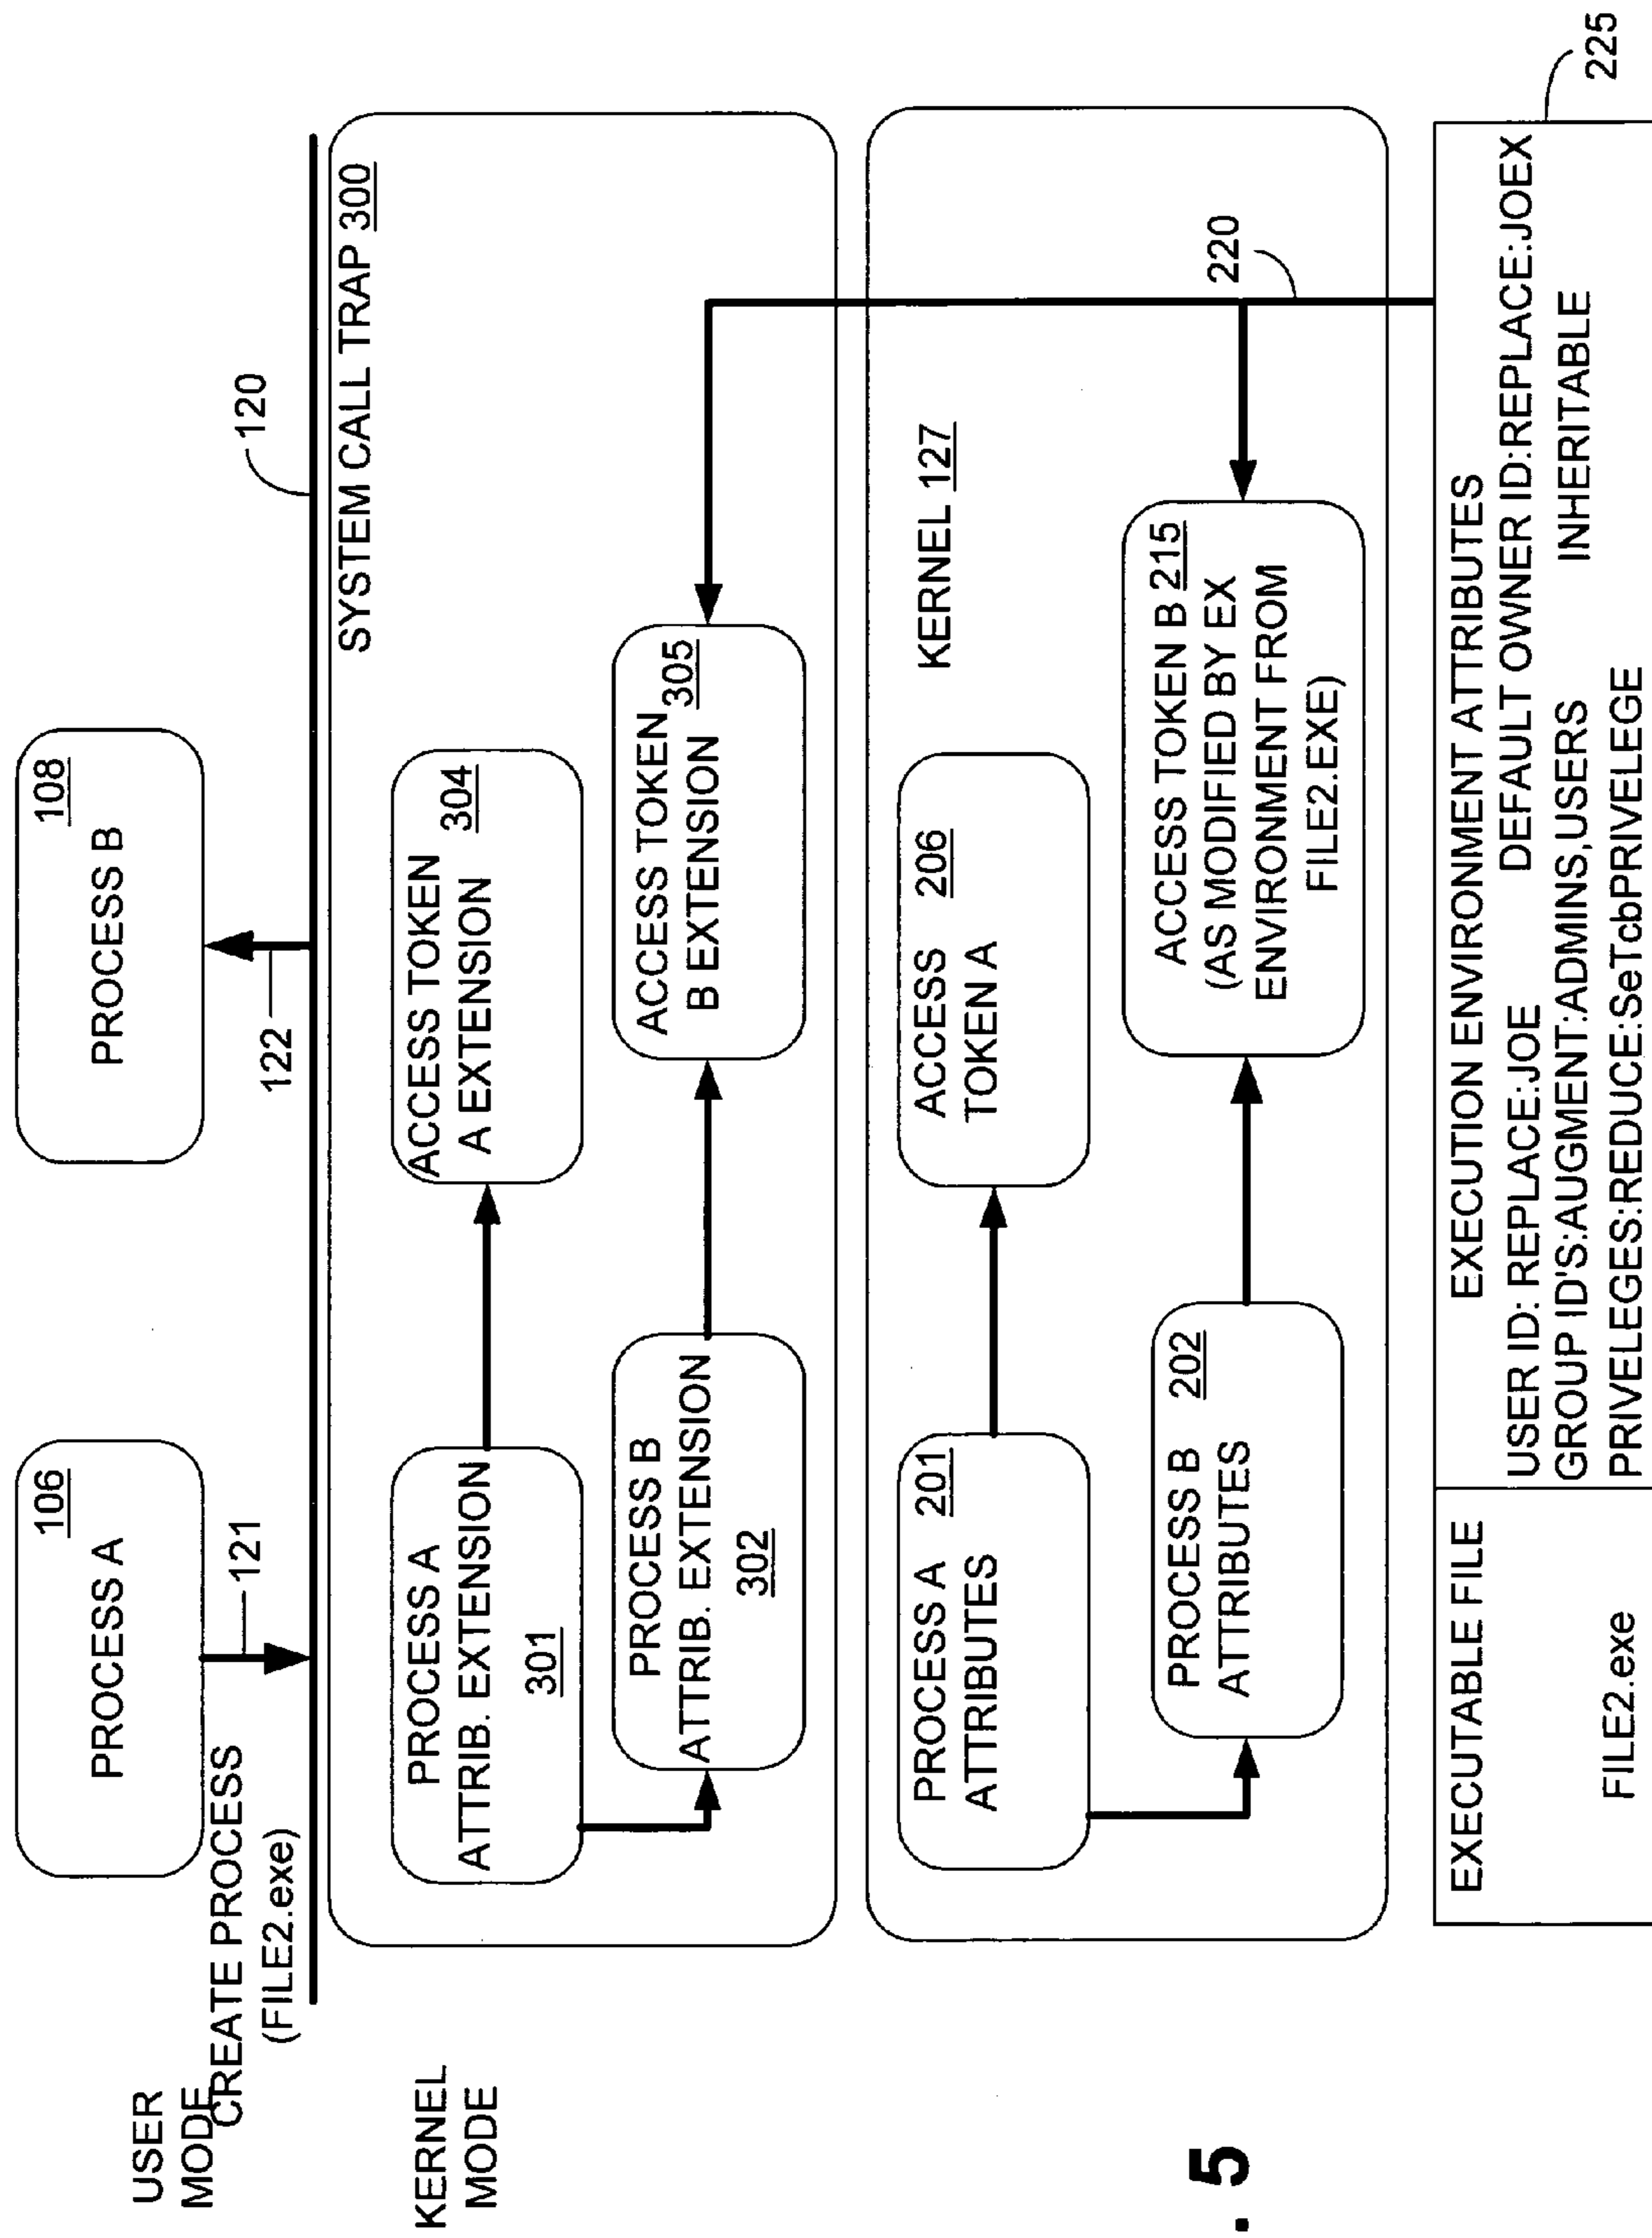 USER
MODE
CREATE PROCESS
(FILE2.exe)
PROCESS A
106
121
PROCESS B
108
122
120
KERNEL
MODE
SYSTEM CALL TRAP 300
PROCESS A
ATTRIB. EXTENSION
301
ACCESS TOKEN
A EXTENSION 304
PROCESS B
ATTRIB. EXTENSION
302
ACCESS TOKEN
B EXTENSION 305
KERNEL 127
PROCESS A 201
ATTRIBUTES
ACCESS 206
TOKEN A
PROCESS B 202
ATTRIBUTES
ACCESS TOKEN B 215
(AS MODIFIED BY EX
ENVIRONMENT FROM
FILE2.EXE)
220
225
EXECUTABLE FILE
FILE2.exe
EXECUTION ENVIRONMENT ATTRIBUTES
USER ID: REPLACE:JOE DEFAULT OWNER ID:REPLACE:JOEX
GROUP ID'S:AUGMENT:ADMINS,USERS INHERITABLE
PRIVELEGES:REDUCE:SeTcbPRIVELEGE
. 5